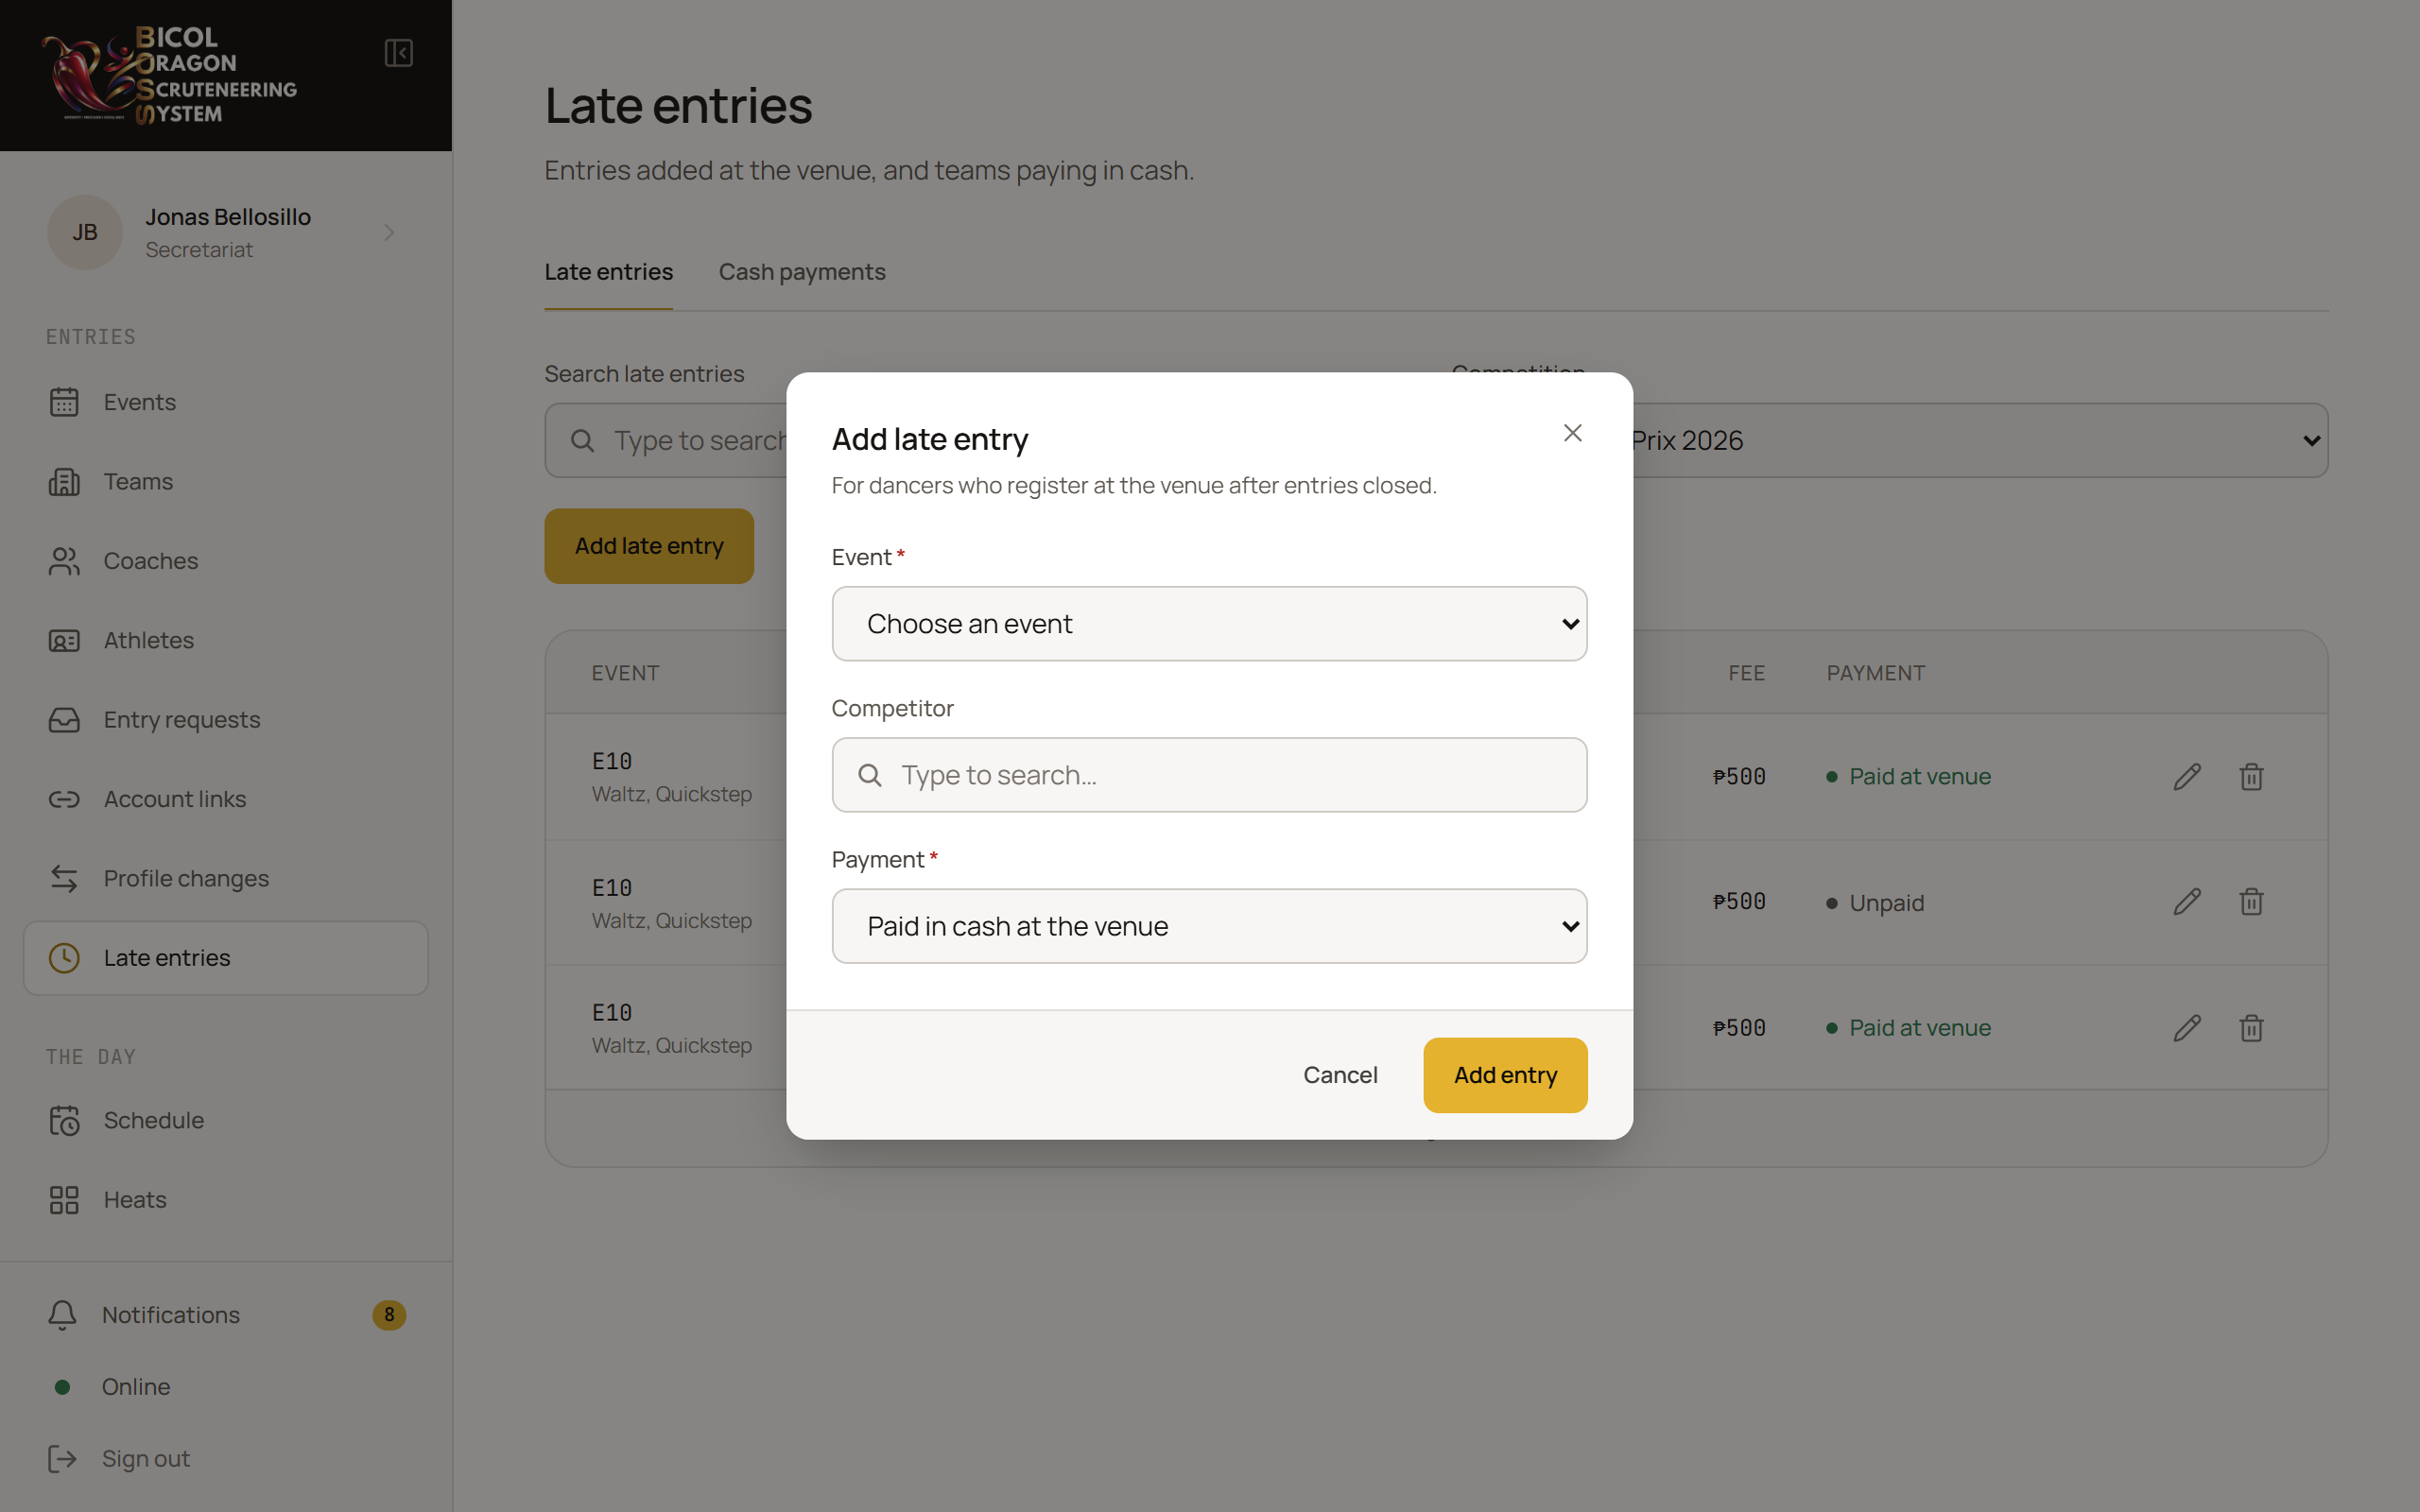 BICOL
DRAGON
SCRUTENEERING
SYSTEM
JB
Jonas Bellosillo
Secretariat
ENTRIES
Events
Teams
Coaches
Athletes
Entry requests
Account links
Profile changes
Late entries
THE DAY
Schedule
Heats
Notifications
8
Online
Sign out
Late entries
Entries added at the venue, and teams paying in cash.
Late entries
Cash payments
Search late entries
Competition
Type to search
Prix 2026
Add late entry
EVENT
FEE
PAYMENT
E10
Waltz, Quickstep
₱500
Paid at venue
E10
Waltz, Quickstep
₱500
Unpaid
E10
Waltz, Quickstep
₱500
Paid at venue
Add late entry
For dancers who register at the venue after entries closed.
Event *
Choose an event
Competitor
Type to search...
Payment *
Paid in cash at the venue
Cancel
Add entry